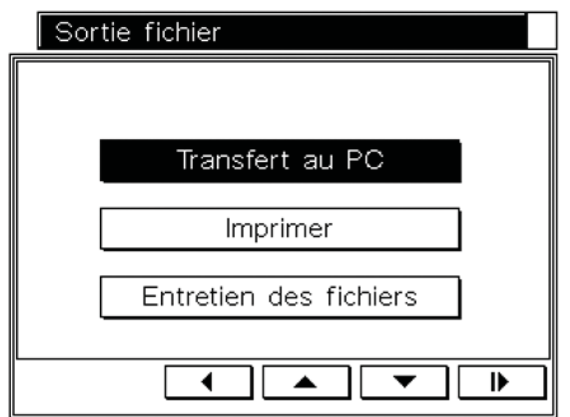 Sortie fichier
Transfert au PC
Imprimer
Entretien des fichiers